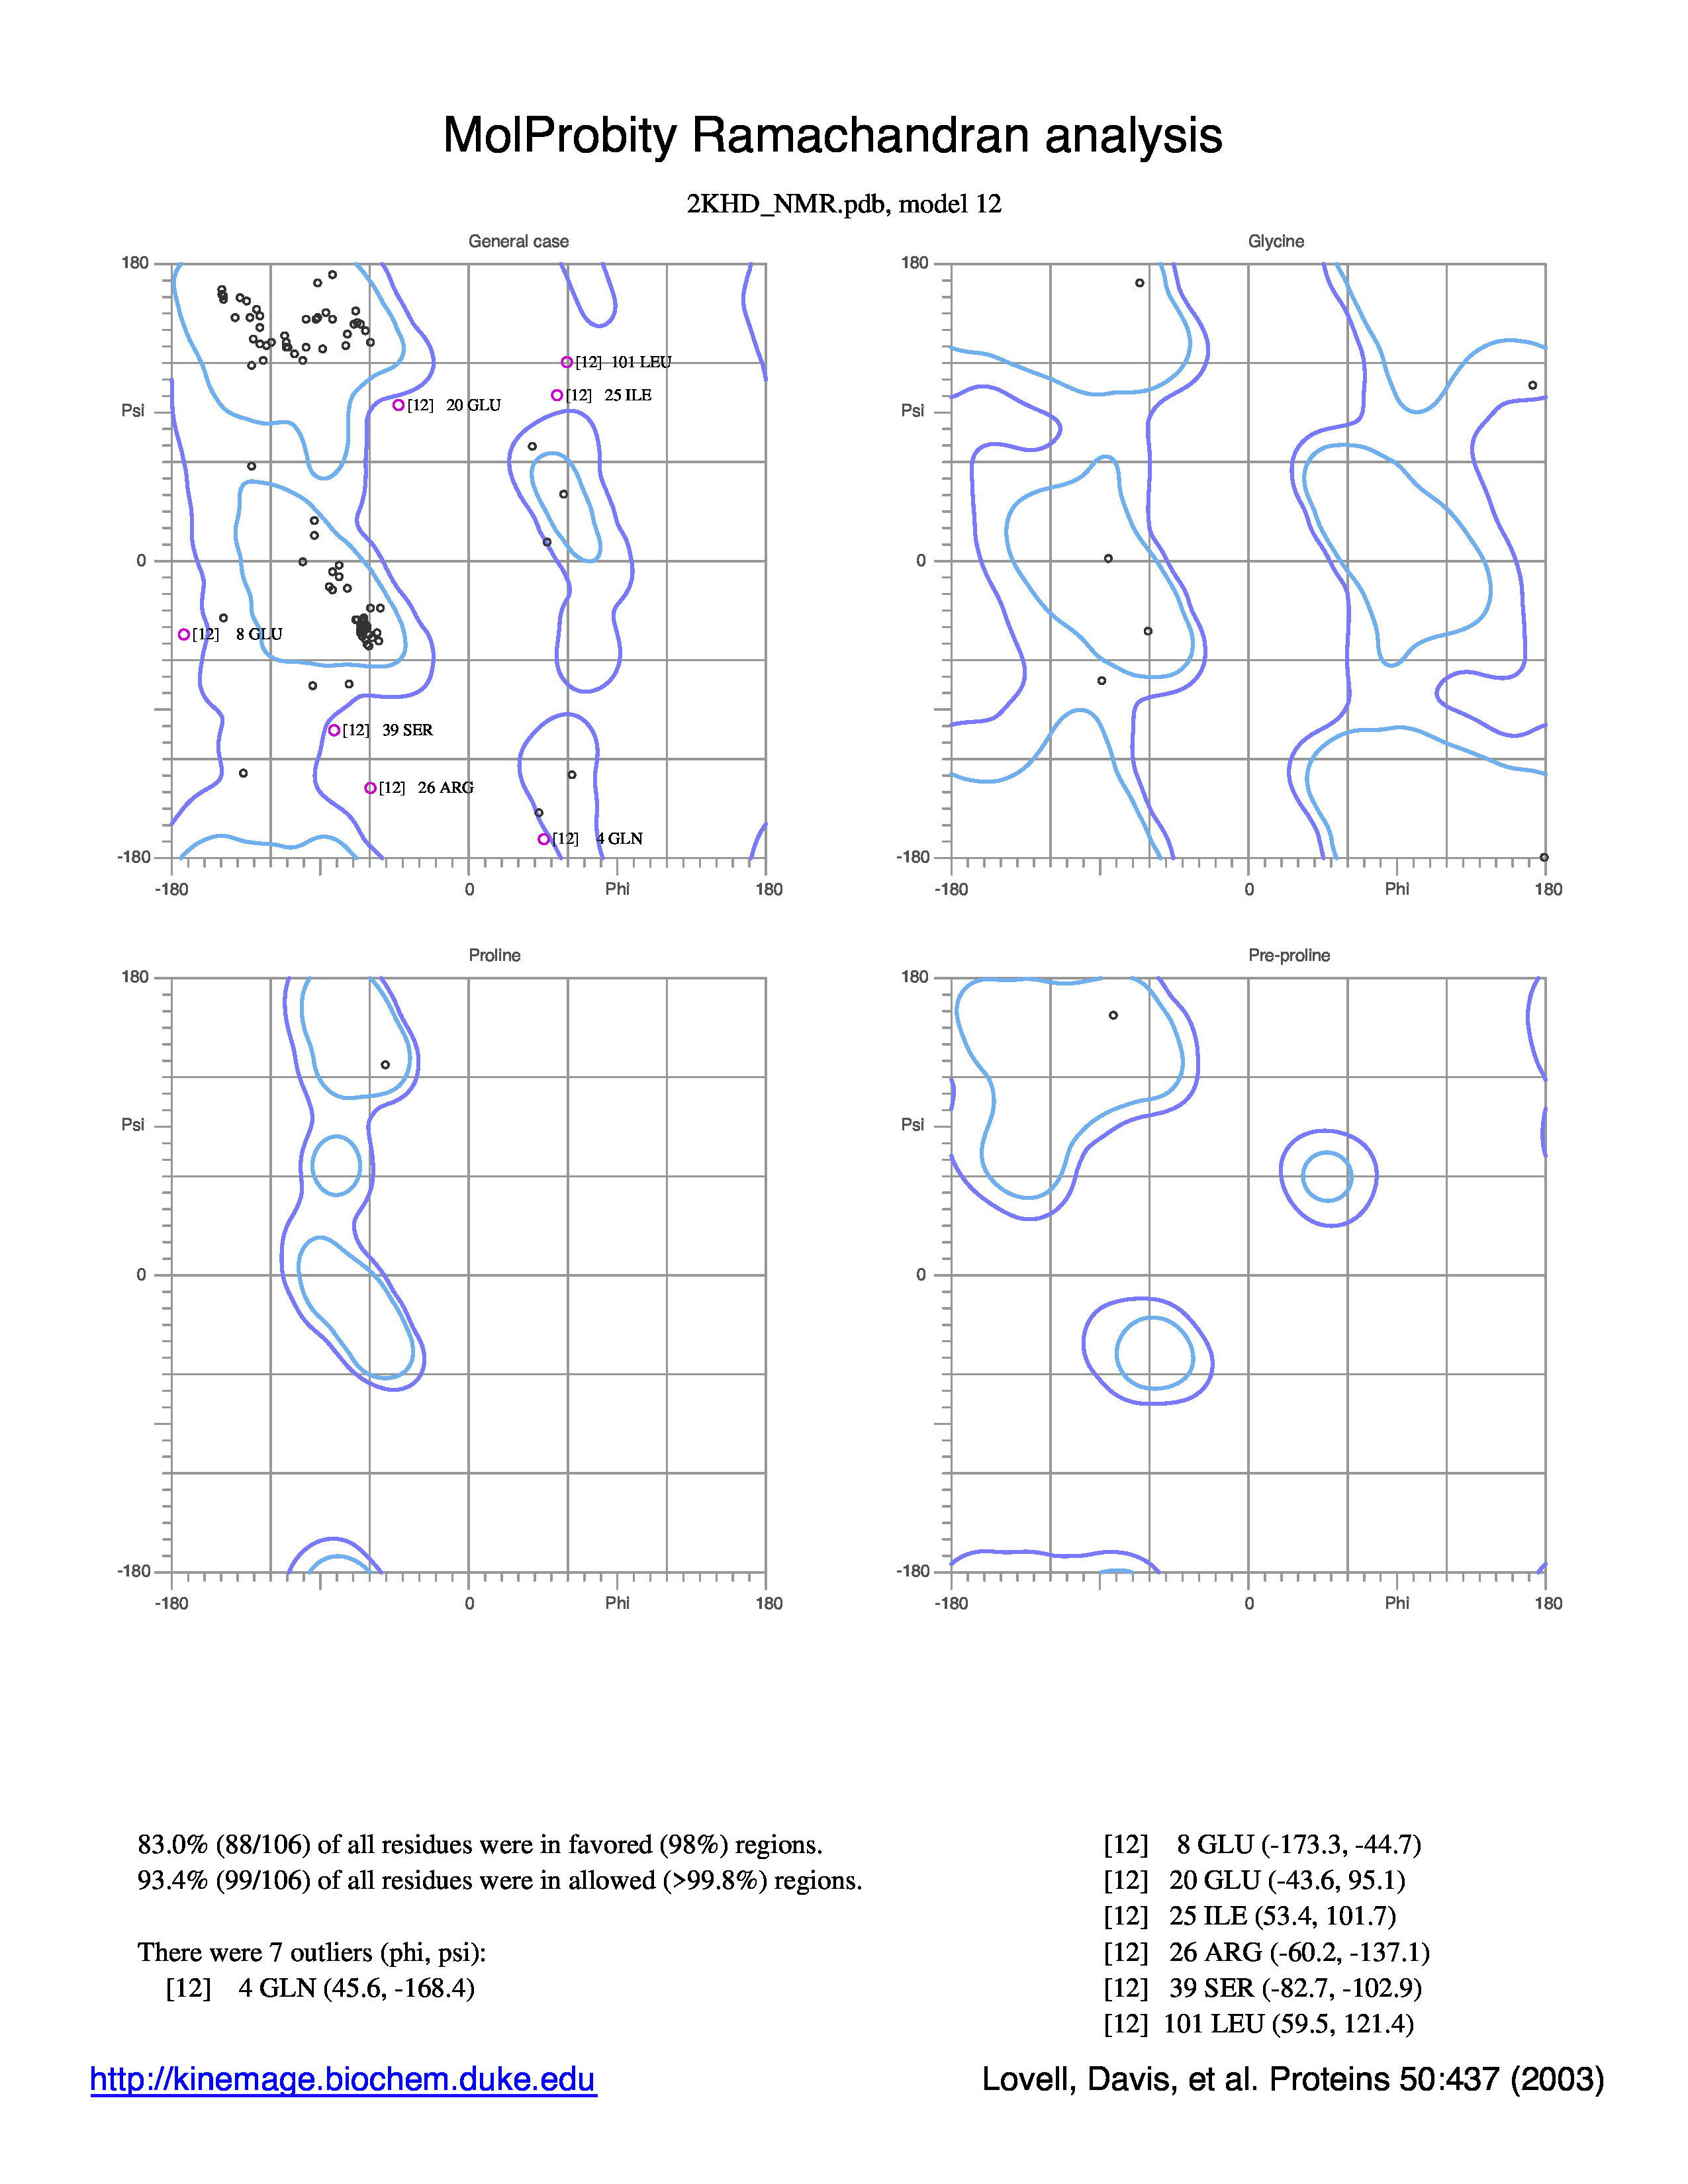 MolProbity Ramachandran analysis
2KHD_NMR.pdb, model 12
General case
180
Psi
0
-180
-180
0
Phi
180
[12] 101 LEU
[12] 25 ILE
[12] 20 GLU
[12] 8 GLU
[12] 39 SER
[12] 26 ARG
[12] 4 GLN
Glycine
180
Psi
0
-180
-180
0
Phi
180
Proline
180
Psi
0
-180
-180
0
Phi
180
Pre-proline
180
Psi
0
-180
-180
0
Phi
180
83.0% (88/106) of all residues were in favored (98%) regions.
93.4% (99/106) of all residues were in allowed (>99.8%) regions.
There were 7 outliers (phi, psi):
[12] 4 GLN (45.6, -168.4)
[12] 8 GLU (-173.3, -44.7)
[12] 20 GLU (-43.6, 95.1)
[12] 25 ILE (53.4, 101.7)
[12] 26 ARG (-60.2, -137.1)
[12] 39 SER (-82.7, -102.9)
[12] 101 LEU (59.5, 121.4)
http://kinemage.biochem.duke.edu
Lovell, Davis, et al. Proteins 50:437 (2003)